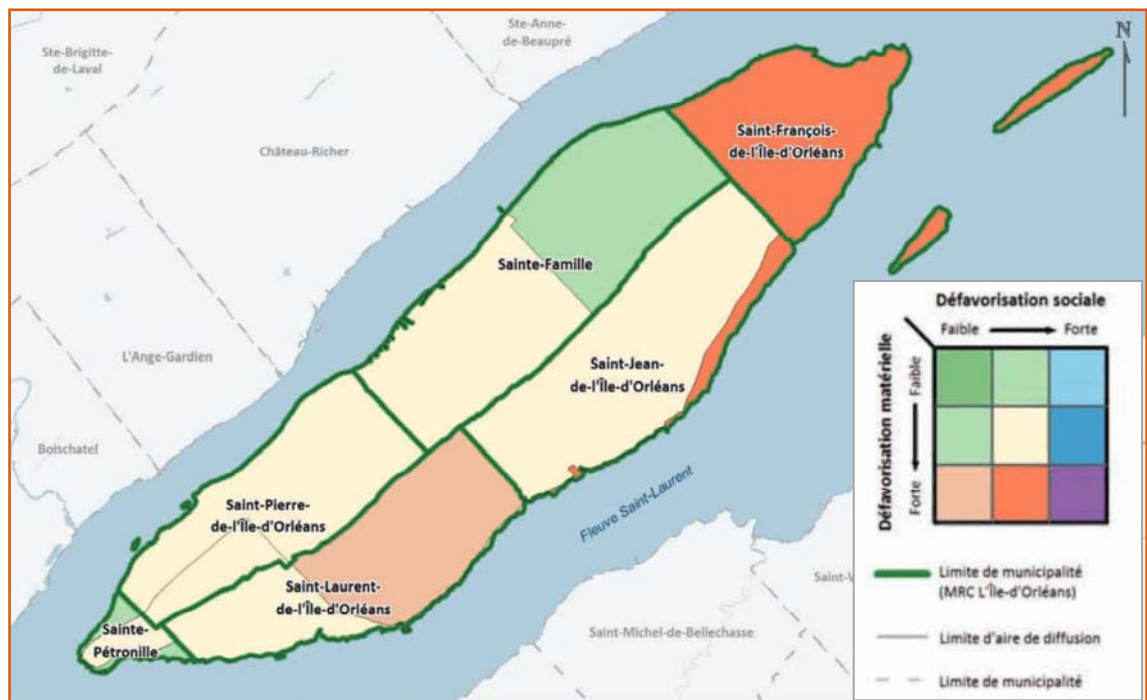 Ste-Anne-
de-Beaupré
N
Ste-Brigitte-
de-Laval
Château-Richer
Saint-François-
de-l'Île-d'Orléans
Sainte-Famille
L'Ange-Gardien
Saint-Jean-
de-l'Île-d'Orléans
Boischatel
Saint-Pierre-
de-l'Île-d'Orléans
Fleuve Saint-Laurent
Saint-Laurent-
de-l'Île-d'Orléans
Sainte-
Pétronille
Saint-Michel-de-Bellechasse
Saint-V
Défavorisation sociale
Faible
Forte
Défavorisation matérielle
Faible
Forte
Limite de municipalité
(MRC L'Île-d'Orléans)
Limite d'aire de diffusion
Limite de municipalité